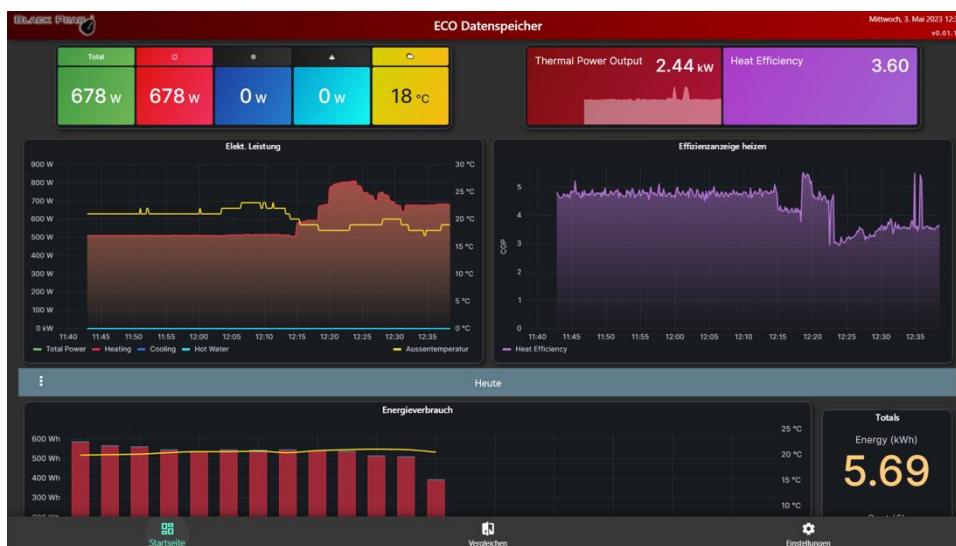 BLACK PEAR
ECO Datenspeicher
Mittwoch, 3. Mai 2023 12:3
v0.01.1
Total
678 W
678 W
0 W
0 W
18 °C
Thermal Power Output
2.44 kW
Heat Efficiency
3.60
Elekt. Leistung
900 W
800 W
700 W
600 W
500 W
400 W
300 W
200 W
100 W
0 kW
30 °C
25 °C
20 °C
15 °C
10 °C
5 °C
0 °C
11:40 11:45 11:50 11:55 12:00 12:05 12:10 12:15 12:20 12:25 12:30 12:35
Total Power Heating Cooling Hot Water Aussentemperatur
Effizienzanzeige heizen
COP
5
4
3
2
1
0
11:40 11:45 11:50 11:55 12:00 12:05 12:10 12:15 12:20 12:25 12:30 12:35
Heat Efficiency
Heute
Energieverbrauch
600 Wh
500 Wh
400 Wh
300 Wh
200 Wh
25 °C
20 °C
15 °C
10 °C
Totals
Energy (kWh)
5.69
Startseite
Vergleichen
Einstellungen